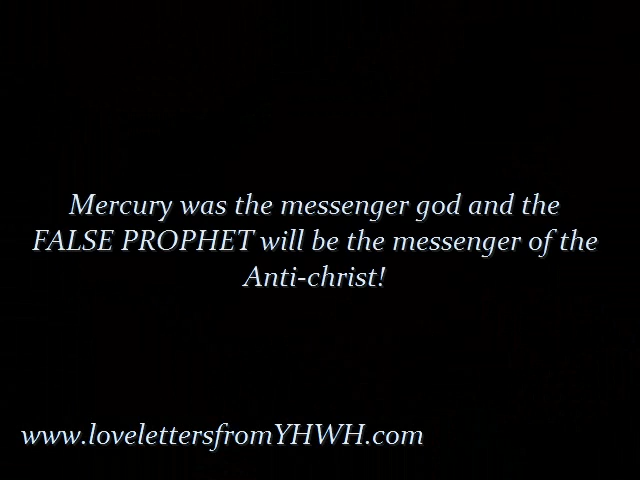 Mercury was the messenger god and the
FALSE PROPHET will be the messenger of the
Anti-christ!
www.lovelettersfromYHWH.com